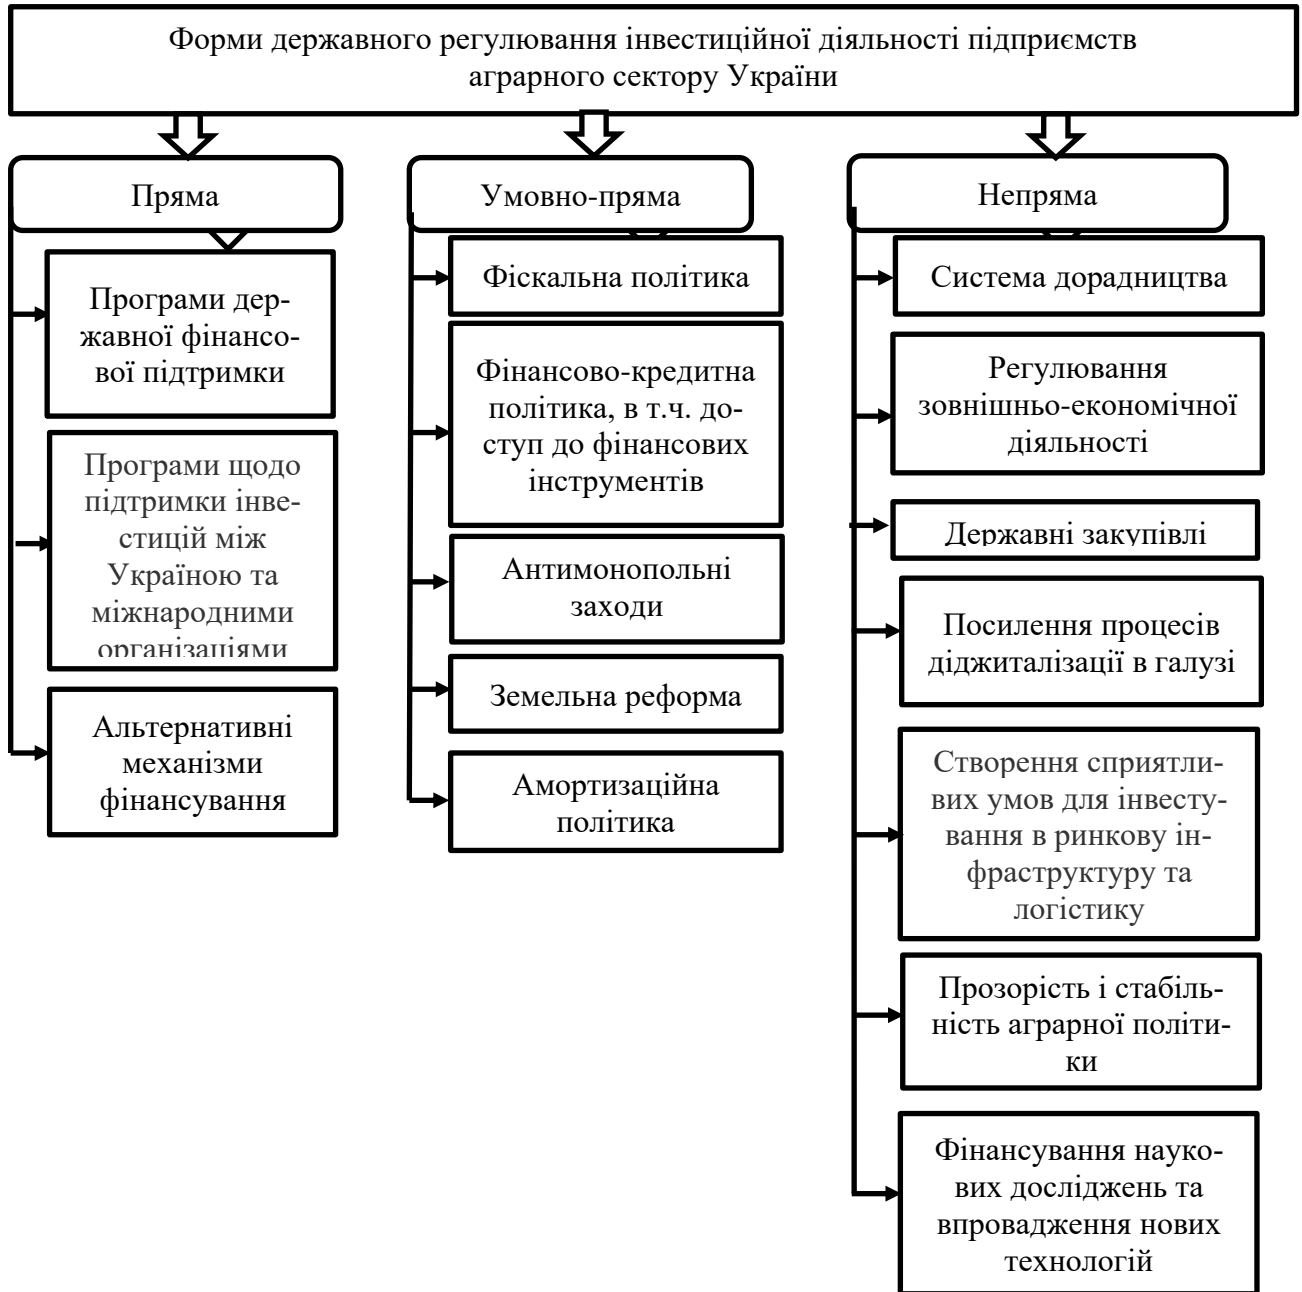 Форми державного регулювання інвестиційної діяльності підприємств
аграрного сектору України
Пряма
Програми дер-
жавної фінансо-
вої підтримки
Програми щодо
підтримки інве-
стицій між
Україною та
міжнародними
організаціями
Альтернативні
механізми
фінансування
Умовно-пряма
Фіскальна політика
Фінансово-кредитна
політика, в т.ч. до-
ступ до фінансових
інструментів
Антимонопольні
заходи
Земельна реформа
Амортизаційна
політика
Непряма
Система дорадництва
Регулювання
зовнішньо-економічної
діяльності
Державні закупівлі
Посилення процесів
діджиталізації в галузі
Створення сприятли-
вих умов для інвесту-
вання в ринкову ін-
фраструктуру та
логістику
Прозорість і стабіль-
ність аграрної політи-
ки
Фінансування науко-
вих досліджень та
впровадження нових
технологій